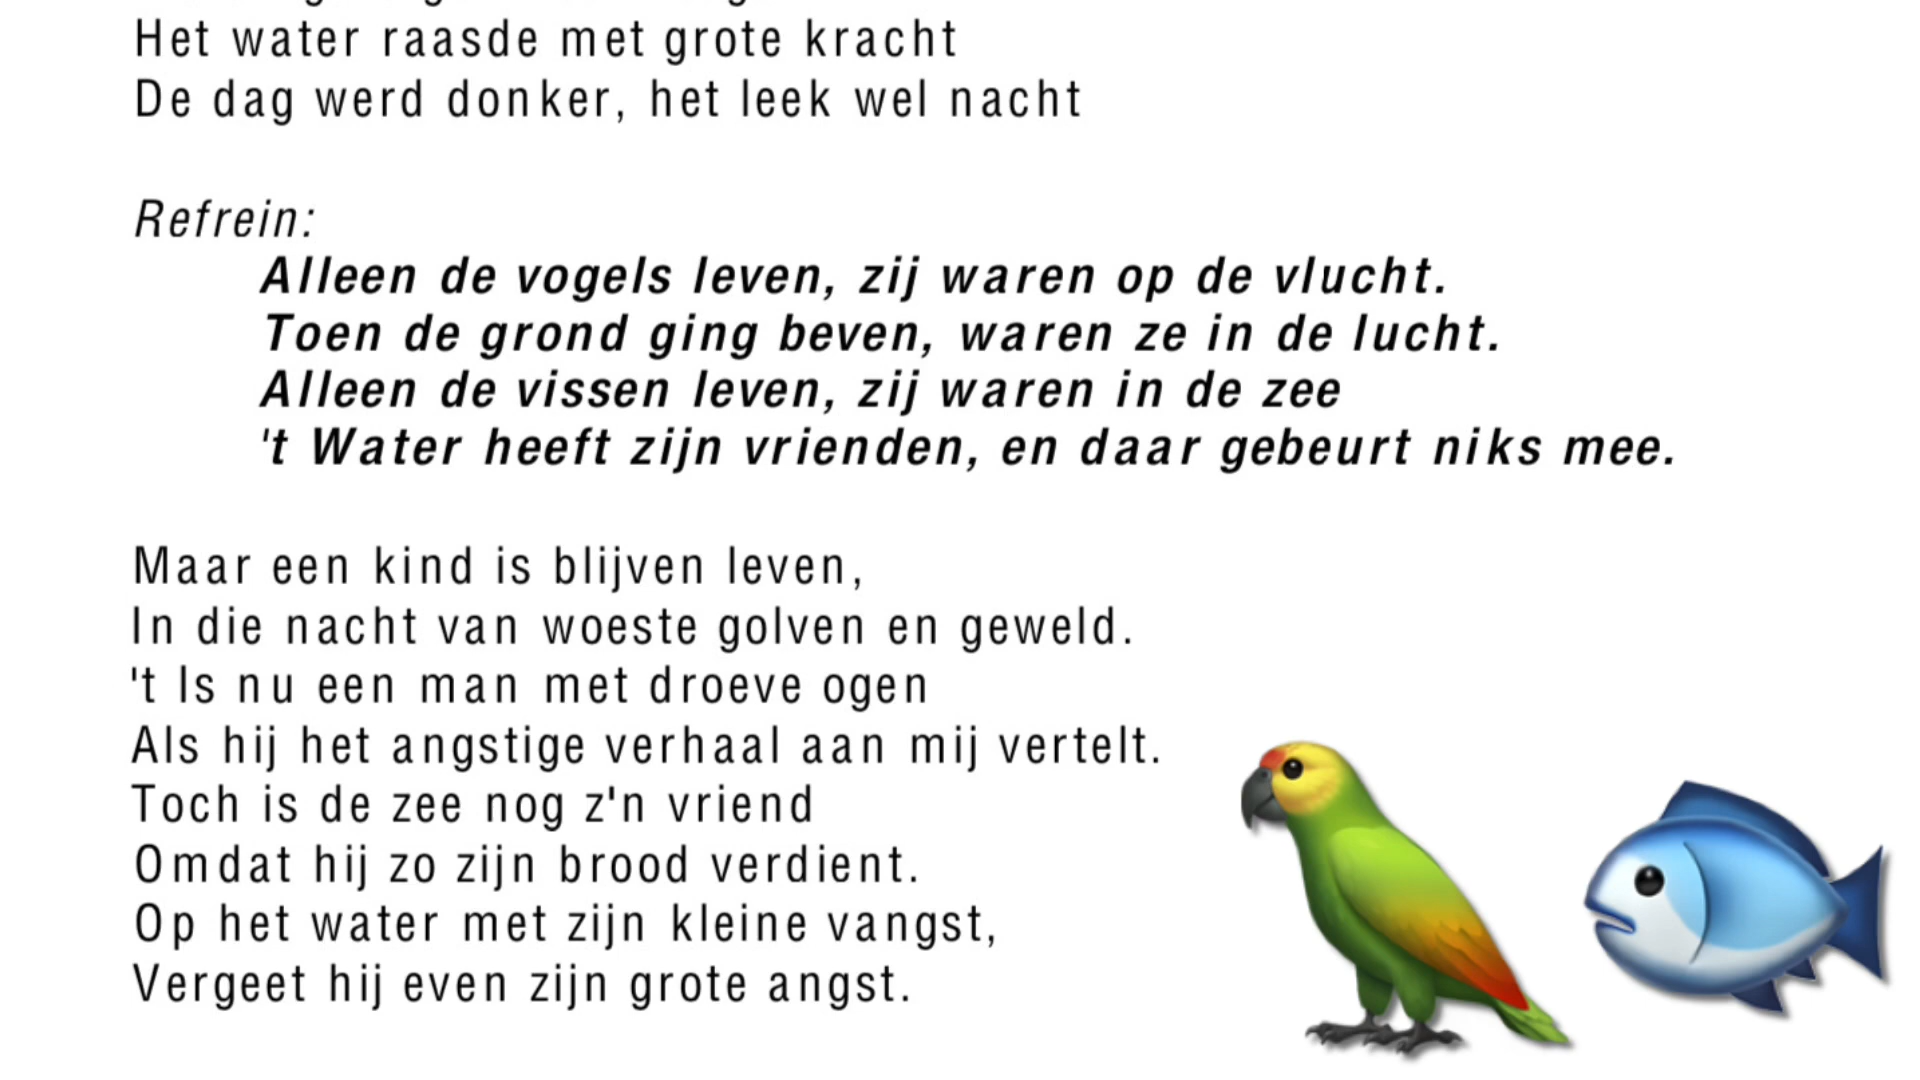 Het water raasde met grote kracht
De dag werd donker, het leek wel nacht
Refrein:
Alleen de vogels leven, zij waren op de vlucht.
Toen de grond ging beven, waren ze in de lucht.
Alleen de vissen leven, zij waren in de zee
't Water heeft zijn vrienden, en daar gebeurt niks mee.
Maar een kind is blijven leven,
In die nacht van woeste golven en geweld.
't Is nu een man met droeve ogen
Als hij het angstige verhaal aan mij vertelt.
Toch is de zee nog z'n vriend
Omdat hij zo zijn brood verdient.
Op het water met zijn kleine vangst,
Vergeet hij even zijn grote angst.